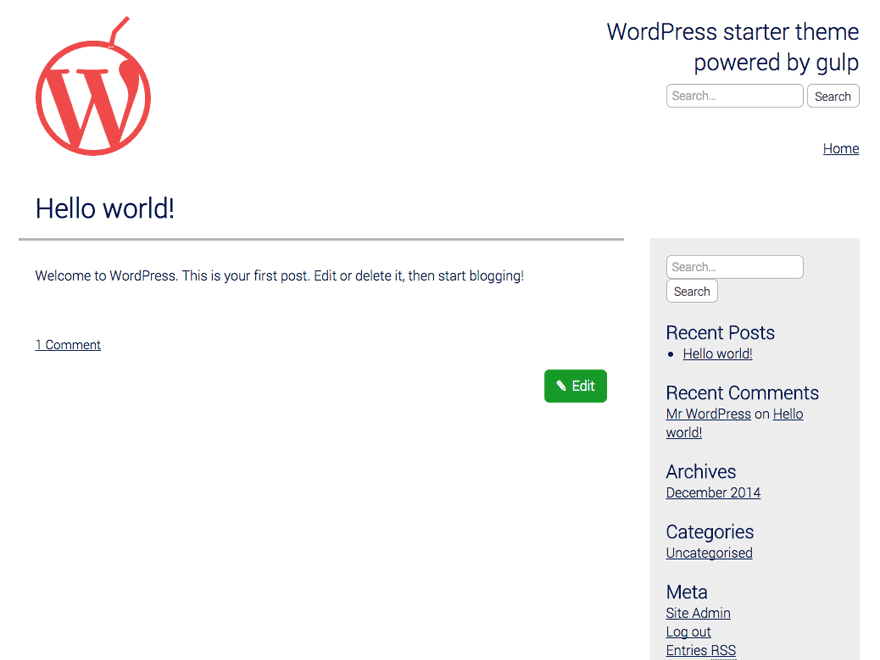 W
WordPress starter theme
powered by gulp
Search...
Search
Home
Hello world!
Welcome to WordPress. This is your first post. Edit or delete it, then start blogging!
1 Comment
Edit
Search...
Search
Recent Posts
Hello world!
Recent Comments
Mr WordPress on Hello
world!
Archives
December 2014
Categories
Uncategorised
Meta
Site Admin
Log out
Entries RSS